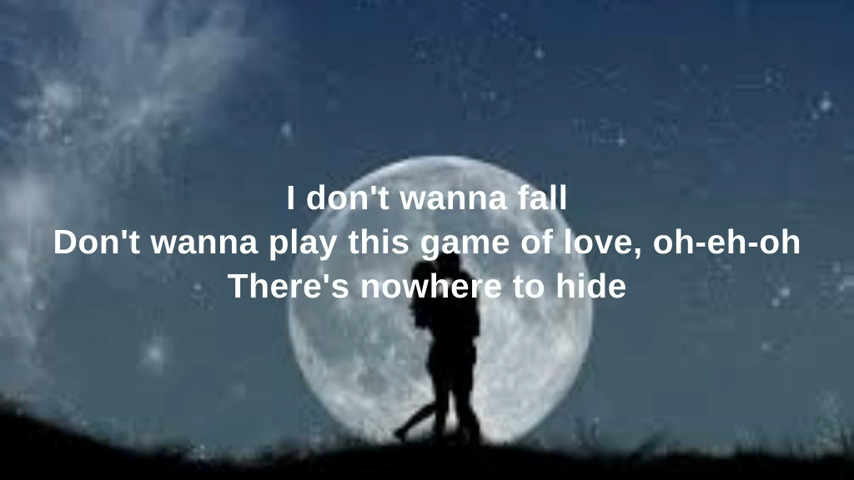 I don't wanna fall
Don't wanna play this game of love, oh-eh-oh
There's nowhere to hide